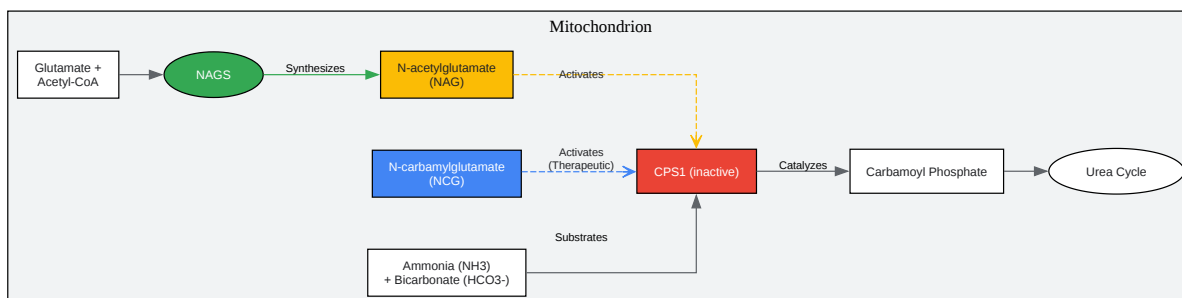 Mitochondrion
Glutamate +
Acetyl-CoA
NAGS
Synthesizes
N-acetylglutamate
(NAG)
Activates
N-carbamylglutamate
(NCG)
Activates
(Therapeutic)
CPS1 (inactive)
Catalyzes
Carbamoyl Phosphate
Urea Cycle
Substrates
Ammonia (NH3)
+ Bicarbonate (HCO3-)